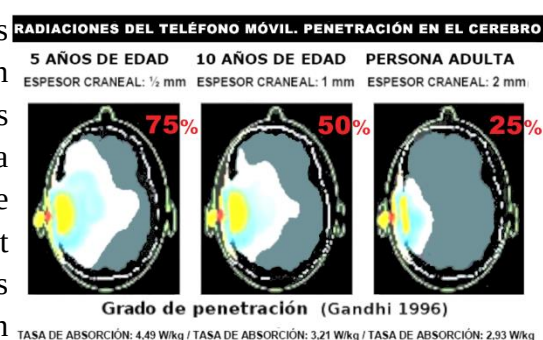 s
n
s
a
e
t
s
n
RADIACIONES DEL TELÉFONO MÓVIL. PENETRACIÓN EN EL CEREBRO
5 AÑOS DE EDAD 10 AÑOS DE EDAD PERSONA ADULTA
ESPESOR CRANEAL: ½ mm ESPESOR CRANEAL: 1 mm ESPESOR CRANEAL: 2 mm
75% 50% 25%
Grado de penetración (Gandhi 1996)
TASA DE ABSORCIÓN: 4,49 W/kg / TASA DE ABSORCIÓN: 3,21 W/kg / TASA DE ABSORCIÓN: 2,93 W/kg